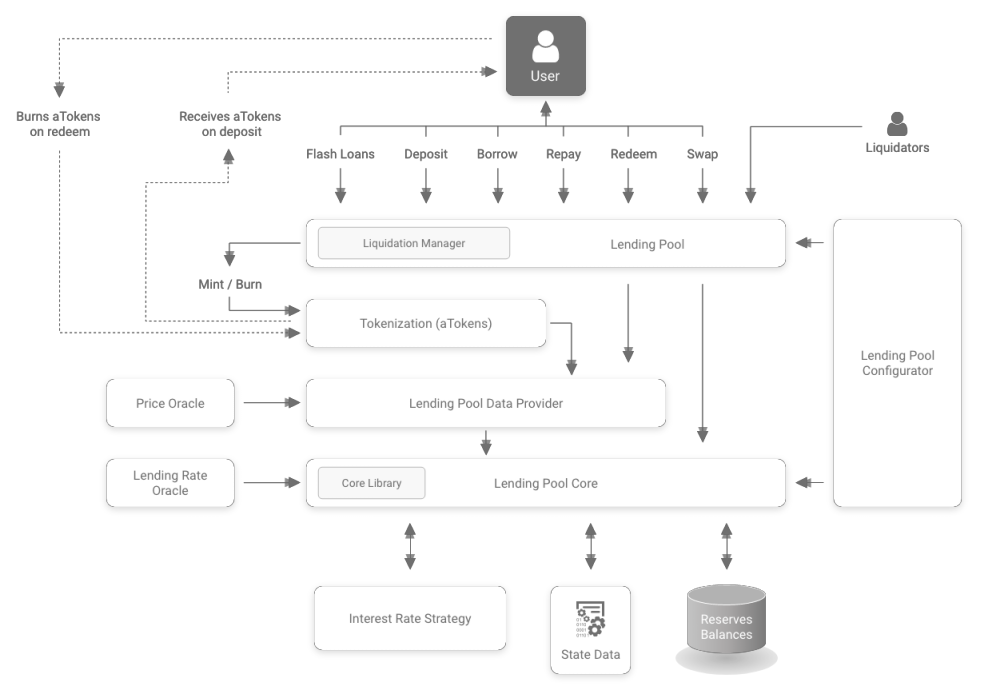 User
Burns aTokens
on redeem
Receives aTokens
on deposit
Flash Loans
Deposit
Borrow
Repay
Redeem
Swap
Liquidators
Liquidation Manager
Lending Pool
Mint / Burn
Tokenization (aTokens)
Lending Pool
Configurator
Price Oracle
Lending Pool Data Provider
Lending Rate
Oracle
Core Library
Lending Pool Core
Interest Rate Strategy
State Data
Reserves
Balances